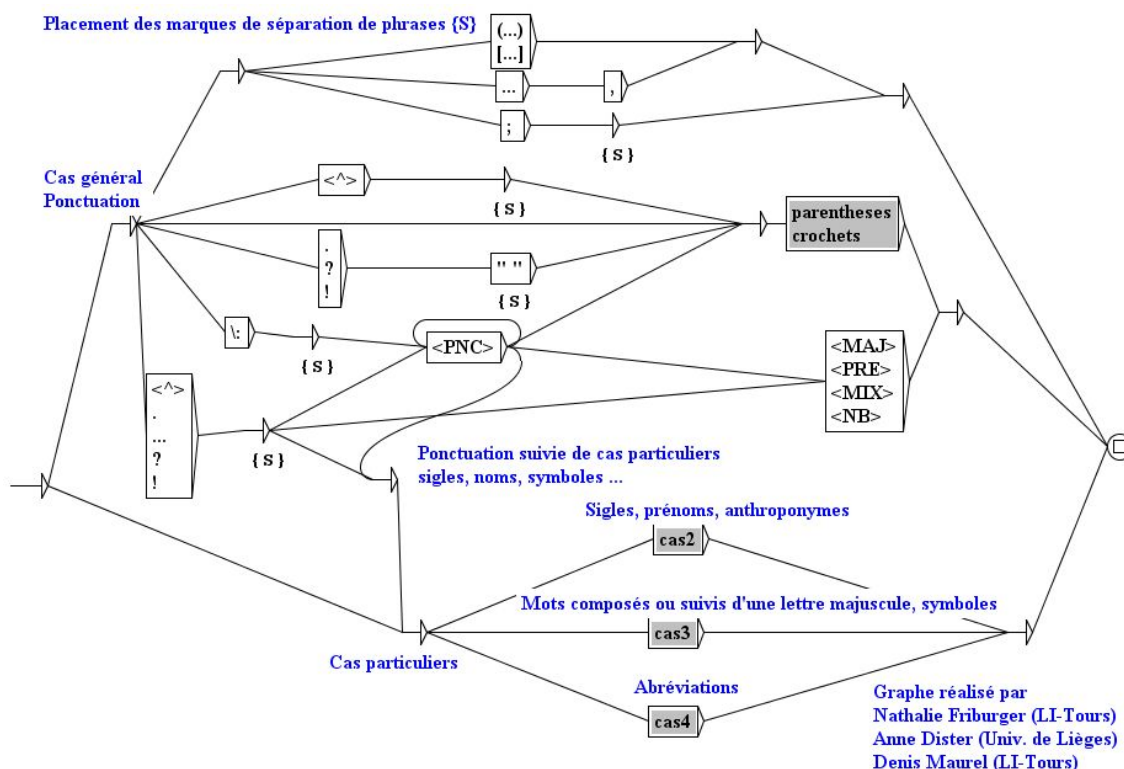 Placement des marques de séparation de phrases {S}
(...)
[...]
...
,
;
{ S }
Cas général
Ponctuation
<^>
{ S }
parentheses
crochets
.
?
!
" "
{ S }
\:
{ S }
<PNC>
<MAJ>
<PRE>
<MIX>
<NB>
<^>
.
...
?
!
{ S }
Ponctuation suivie de cas particuliers
sigles, noms, symboles ...
Sigles, prénoms, anthroponymes
cas2
Mots composés ou suivis d'une lettre majuscule, symboles
cas3
Cas particuliers
Abréviations
cas4
Graphe réalisé par
Nathalie Friburger (LI-Tours)
Anne Dister (Univ. de Lièges)
Denis Maurel (LI-Tours)